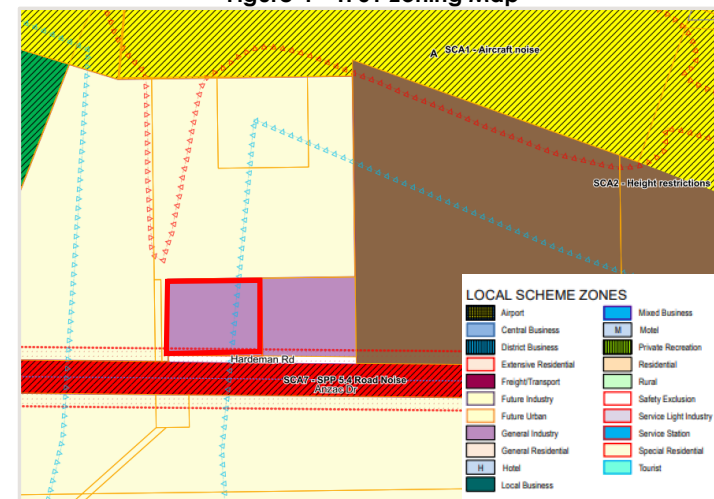 SCA1 - Aircraft noise
A
SCA2 - Height restrictions
Hardeman Rd
SCA7 - SPP 5.4 Road Noise
Anzac Dr
LOCAL SCHEME ZONES
Airport
Central Business
District Business
Extensive Residential
Freight/Transport
Future Industry
Future Urban
General Industry
General Residential
H Hotel
Local Business
Mixed Business
M Motel
Private Recreation
Residential
Rural
Safety Exclusion
Service Light Industry
Service Station
Special Residential
Tourist